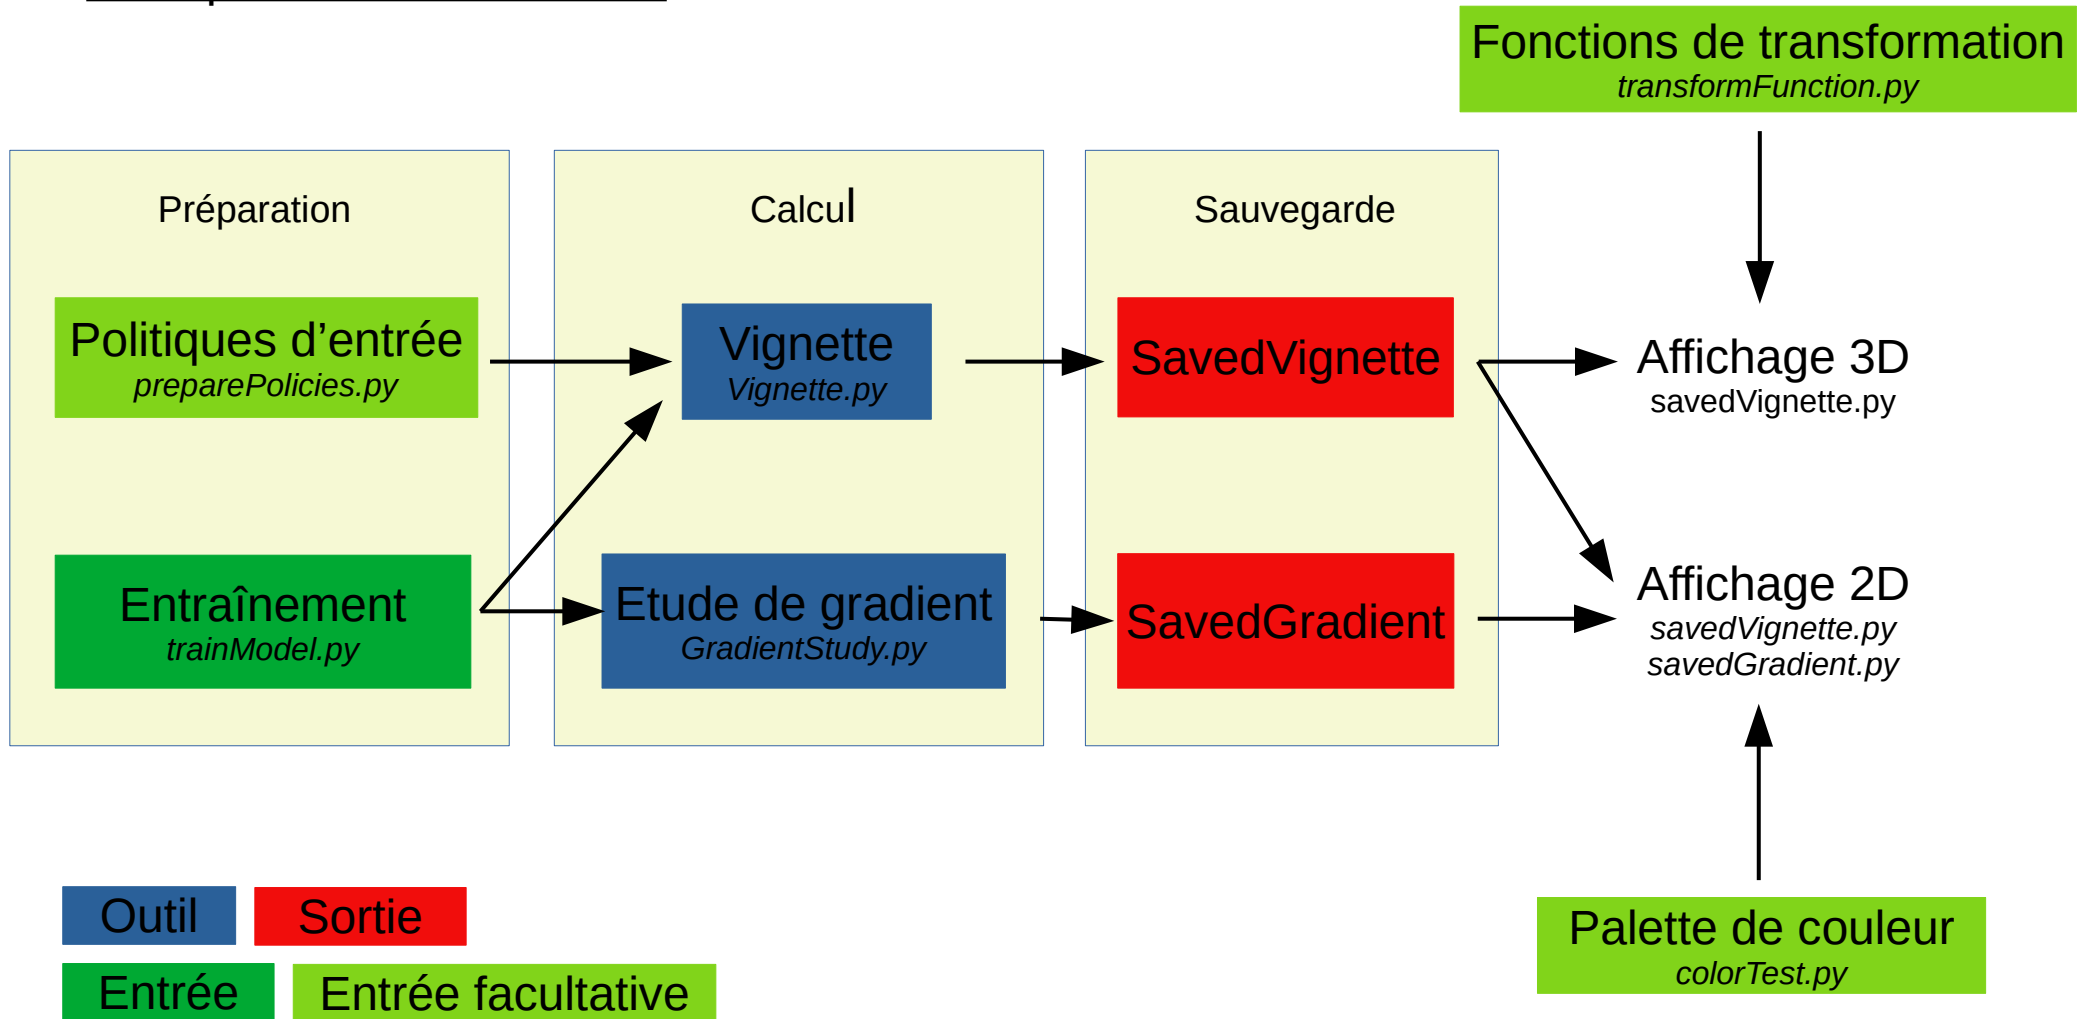 Fonctions de transformation
transformFunction.py
Préparation
Calcul
Sauvegarde
Politiques d’entrée
preparePolicies.py
Vignette
Vignette.py
SavedVignette
Affichage 3D
savedVignette.py
Entraînement
trainModel.py
Etude de gradient
GradientStudy.py
SavedGradient
Affichage 2D
savedVignette.py
savedGradient.py
Outil
Sortie
Entrée
Entrée facultative
Palette de couleur
colorTest.py